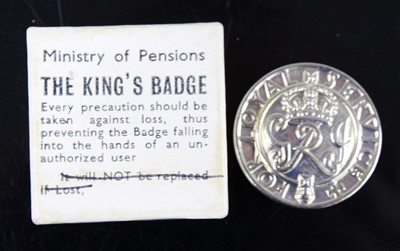 Ministry of Pensions
THE KING'S BADGE
Every precaution should be
taken against loss, thus
preventing the Badge falling
into the hands of an un-
authorized user
It will NOT be replaced
if Lost.
FOR LOYAL SERVICE
GRI